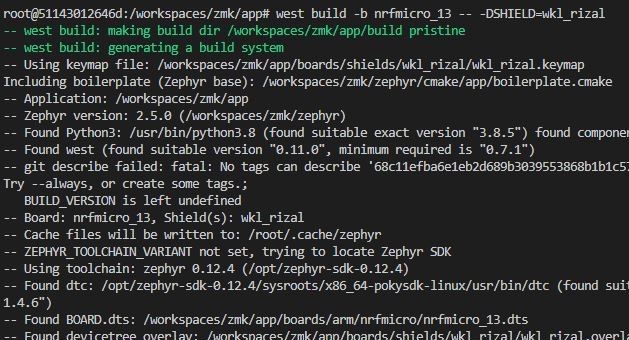 root@51143012646d:/workspaces/zmk/app# west build -b nrfmicro_13 -- -DSHIELD=wkl_rizal
-- west build: making build dir /workspaces/zmk/app/build pristine
-- west build: generating a build system
-- Using keymap file: /workspaces/zmk/app/boards/shields/wkl_rizal/wkl_rizal.keymap
Including boilerplate (Zephyr base): /workspaces/zmk/zephyr/cmake/app/boilerplate.cmake
-- Application: /workspaces/zmk/app
-- Zephyr version: 2.5.0 (/workspaces/zmk/zephyr)
-- Found Python3: /usr/bin/python3.8 (found suitable exact version "3.8.5") found componen
-- Found west (found suitable version "0.11.0", minimum required is "0.7.1")
-- git describe failed: fatal: No tags can describe '68c11efba6e1eb2d689b3039553868b1b1c57
Try --always, or create some tags.;
BUILD_VERSION is left undefined
-- Board: nrfmicro_13, Shield(s): wkl_rizal
-- Cache files will be written to: /root/.cache/zephyr
-- ZEPHYR_TOOLCHAIN_VARIANT not set, trying to locate Zephyr SDK
-- Using toolchain: zephyr 0.12.4 (/opt/zephyr-sdk-0.12.4)
-- Found dtc: /opt/zephyr-sdk-0.12.4/sysroots/x86_64-pokysdk-linux/usr/bin/dtc (found suit
1.4.6")
-- Found BOARD.dts: /workspaces/zmk/app/boards/arm/nrfmicro/nrfmicro_13.dts
-- Found devicetree overlay: /workspaces/zmk/app/boards/shields/wkl_rizal/wkl_rizal.overla